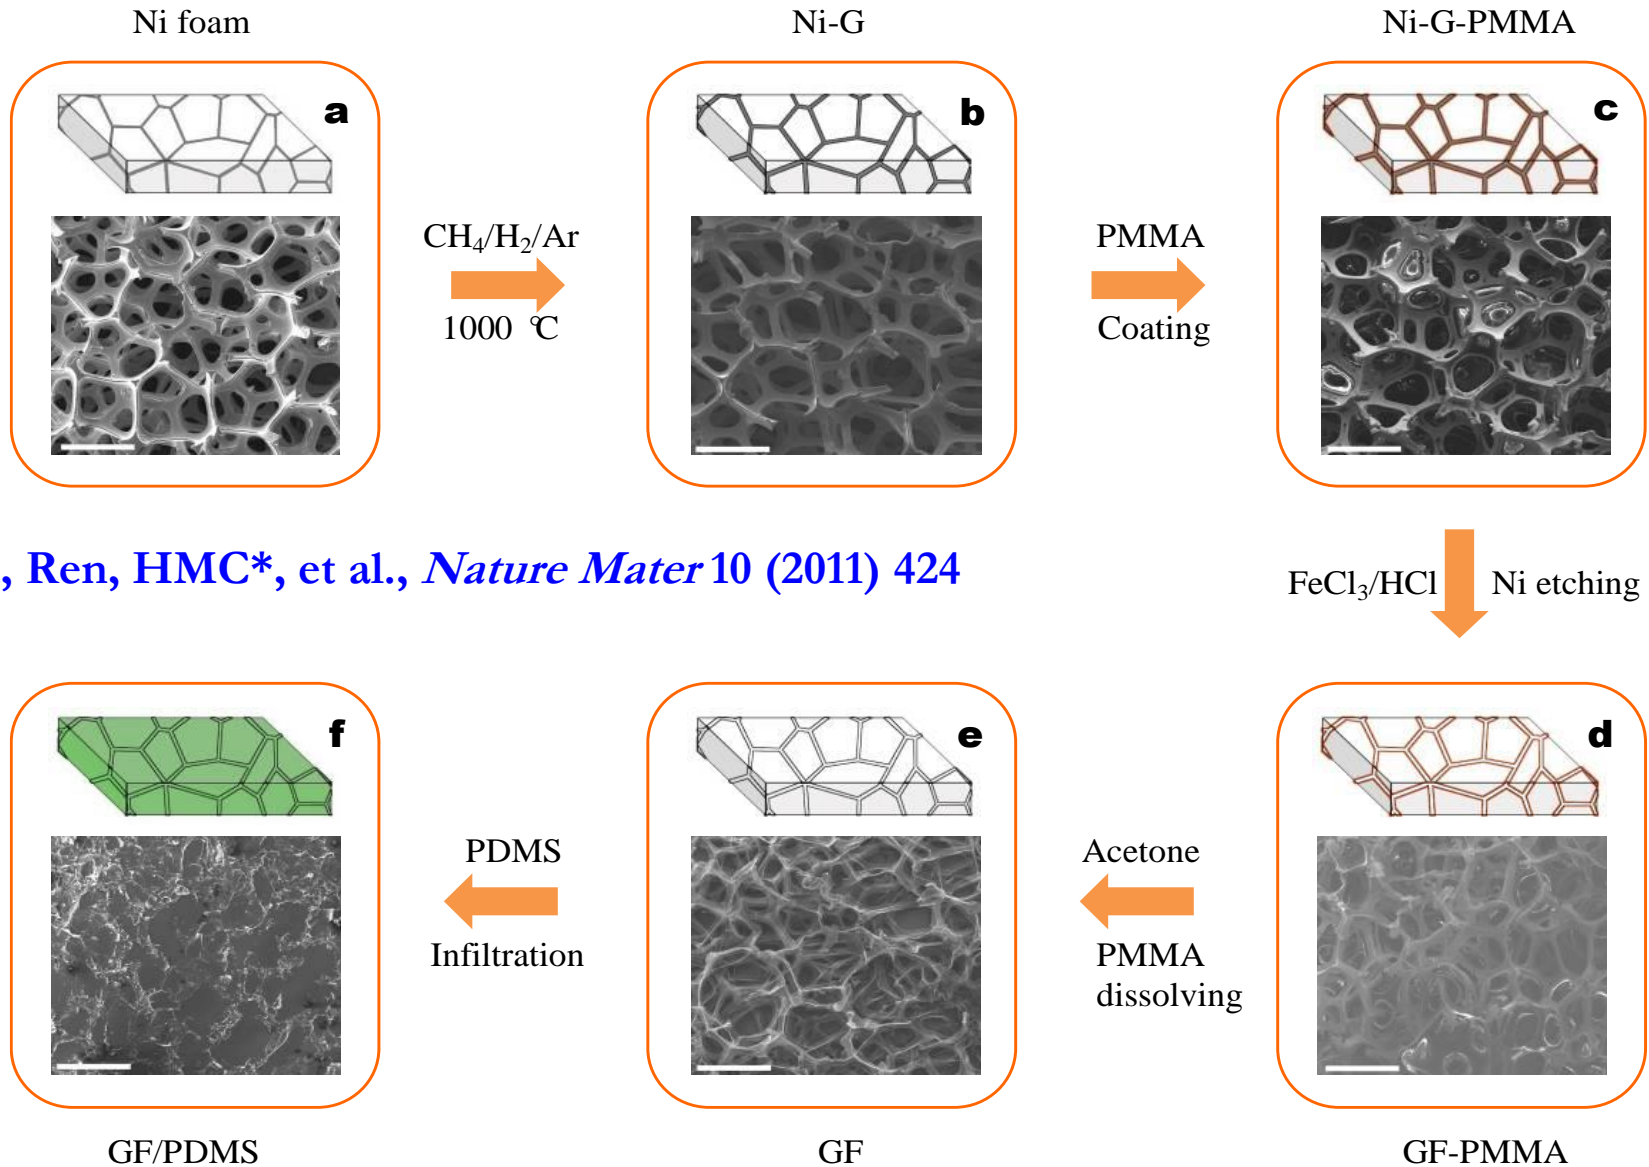 Ni foam
Ni-G
Ni-G-PMMA
a
b
c
CH₄/H₂/Ar
1000 ℃
PMMA
Coating
, Ren, HMC*, et al., Nature Mater 10 (2011) 424
FeCl₃/HCl
Ni etching
f
e
d
PDMS
Infiltration
Acetone
PMMA
dissolving
GF/PDMS
GF
GF-PMMA